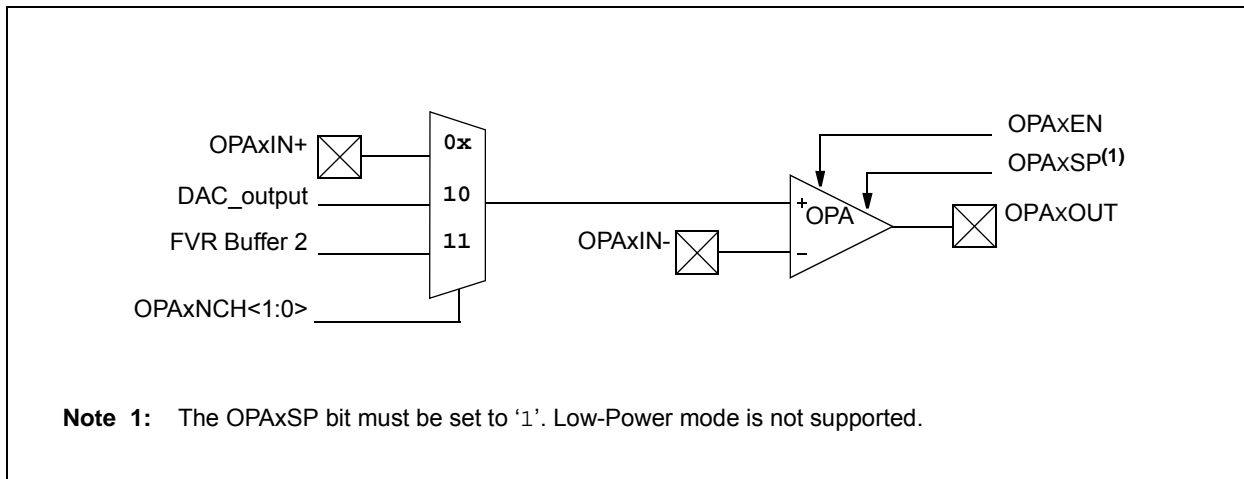 OPAxEN
OPAxSP(1)
OPAxIN+
0x
DAC_output
10
OPA
+
OPAxOUT
FVR Buffer 2
11
OPAxIN-
–
OPAxNCH<1:0>
Note 1: The OPAxSP bit must be set to ‘1’. Low-Power mode is not supported.